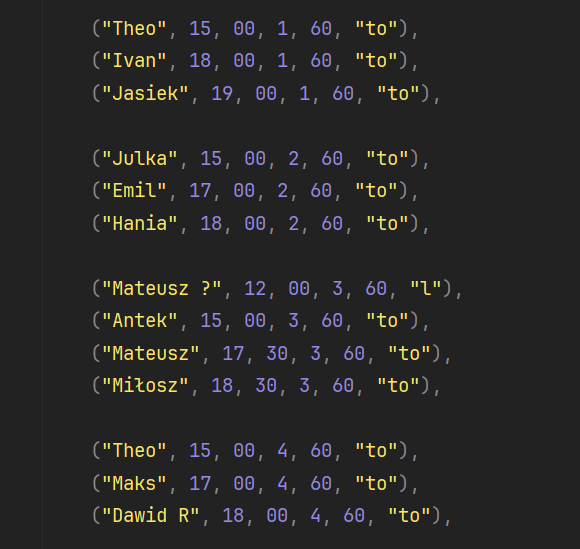 ("Theo", 15, 00, 1, 60, "to"),
("Ivan", 18, 00, 1, 60, "to"),
("Jasiek", 19, 00, 1, 60, "to"),
("Julka", 15, 00, 2, 60, "to"),
("Emil", 17, 00, 2, 60, "to"),
("Hania", 18, 00, 2, 60, "to"),
("Mateusz ?", 12, 00, 3, 60, "l"),
("Antek", 15, 00, 3, 60, "to"),
("Mateusz", 17, 30, 3, 60, "to"),
("Miłosz", 18, 30, 3, 60, "to"),
("Theo", 15, 00, 4, 60, "to"),
("Maks", 17, 00, 4, 60, "to"),
("Dawid R", 18, 00, 4, 60, "to"),